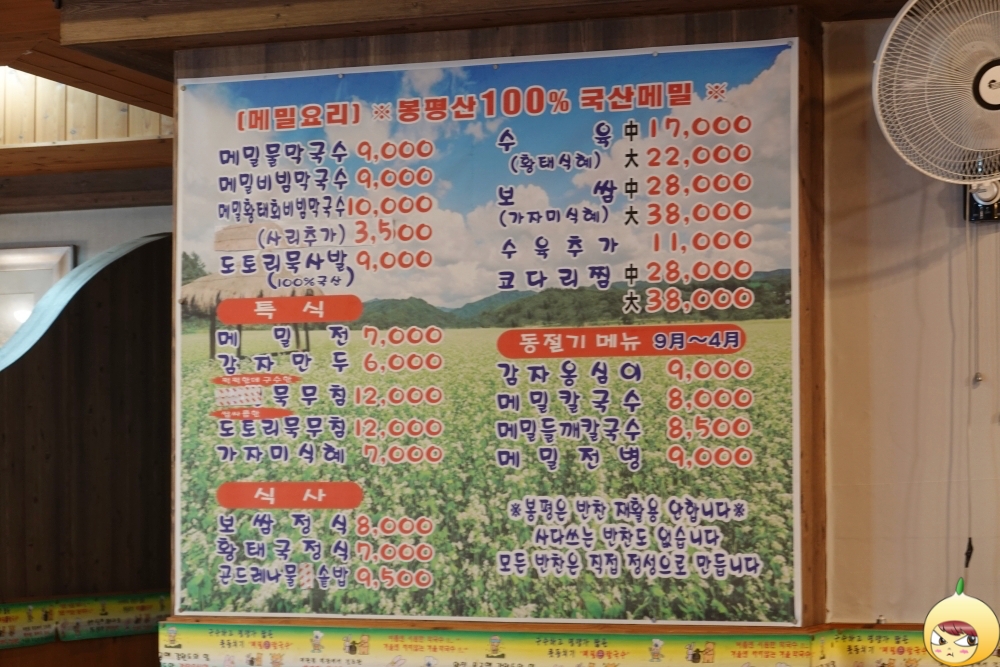 (메밀요리) ※봉평산100% 국산메밀 ※
메밀물막국수 9,000
메밀비빔막국수 9,000
메밀황태회비빔막국수 10,000
(사리추가) 3,500
도토리묵사발 9,000
(100%국산)
특 식
메 밀 전 7,000
감자만두 6,000
묵무침 12,000
도토리묵무침 12,000
가자미식혜 7,000
식 사
보쌈정식 8,000
황태국정식 7,000
곤드레나물 솥밥 9,500
수 육 中 17,000
(황태식혜) 大 22,000
보 쌈 中 28,000
(가자미식혜) 大 38,000
수육추가 11,000
코다리찜 中 28,000
大 38,000
동절기 메뉴 9月~4月
감자옹심이 9,000
메밀칼국수 8,000
메밀들깨칼국수 8,500
메밀전병 9,000
※봉평은 반찬 재활용 안합니다※
사다쓰는 반찬도 없습니다
모든 반찬은 직접 정성으로 만듭니다